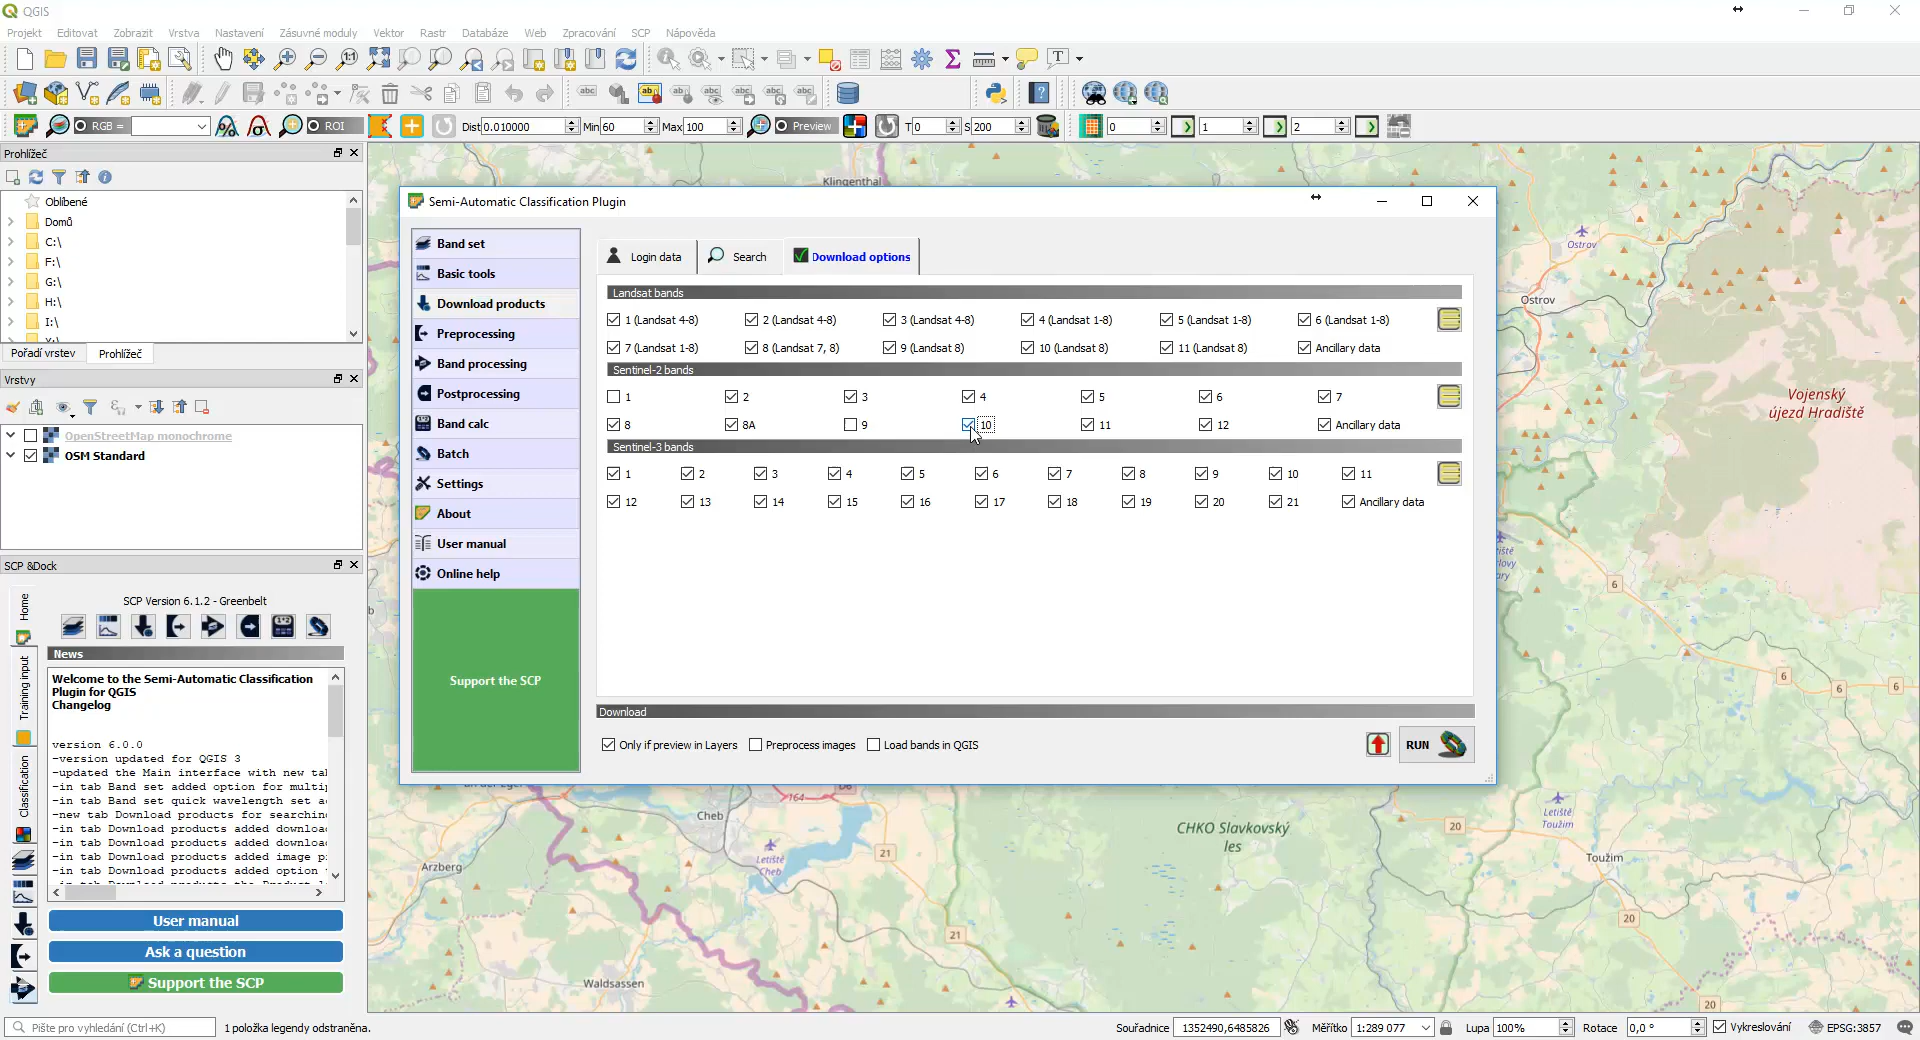 QGIS
Projekt Editovat Zobrazit Vrstva Nastavení Zásuvné moduly Vektor Rastr Databáze Web Zpracování SCP Nápověda
RGB = ROI Dist 0.010000 Min 60 Max 100 Preview T 0 S 200 0 1 2
Prohlížeč
Oblíbené
Domů
C:\
F:\
G:\
H:\
I:\
Pořadí vrstev Prohlížeč
Vrstvy
OpenStreetMap monochrome
OSM Standard
SCP &Dock
Home
Training input
Classification
SCP Version 6.1.2 - Greenbelt
News
Welcome to the Semi-Automatic Classification
Plugin for QGIS
Changelog
version 6.0.0
-version updated for QGIS 3
-updated the Main interface with new tal
-in tab Band set added option for multip
-in tab Band set quick wavelength set a
-new tab Download products for searchin
-in tab Download products added downloa
-in tab Download products added downloa
-in tab Download products added image p
-in tab Download products added option
User manual
Ask a question
Support the SCP
Semi-Automatic Classification Plugin
Band set
Basic tools
Download products
Preprocessing
Band processing
Postprocessing
Band calc
Batch
Settings
About
User manual
Online help
Support the SCP
Login data Search Download options
Landsat bands
1 (Landsat 4-8) 2 (Landsat 4-8) 3 (Landsat 4-8) 4 (Landsat 1-8) 5 (Landsat 1-8) 6 (Landsat 1-8)
7 (Landsat 1-8) 8 (Landsat 7, 8) 9 (Landsat 8) 10 (Landsat 8) 11 (Landsat 8) Ancillary data
Sentinel-2 bands
1 2 3 4 5 6 7
8 8A 9 10 11 12 Ancillary data
Sentinel-3 bands
1 2 3 4 5 6 7 8 9 10 11
12 13 14 15 16 17 18 19 20 21 Ancillary data
Download
Only if preview in Layers Preprocess images Load bands in QGIS RUN
Klingenthal
Ostrov
Ostrov
Vojenský
újezd Hradiště
6
6
6
6
20
20
20
20
Letiště
Toužim
Toužim
CHKO Slavkovský
les
Cheb
Letiště
Cheb
Arzberg
Waldsassen
164
D6
21
21
Pište pro vyhledání (Ctrl+K) 1 položka legendy odstraněna. Souřadnice 1352490,6485826 Měřítko 1:289 077 Lupa 100% Rotace 0,0 ° Vykreslování EPSG:3857